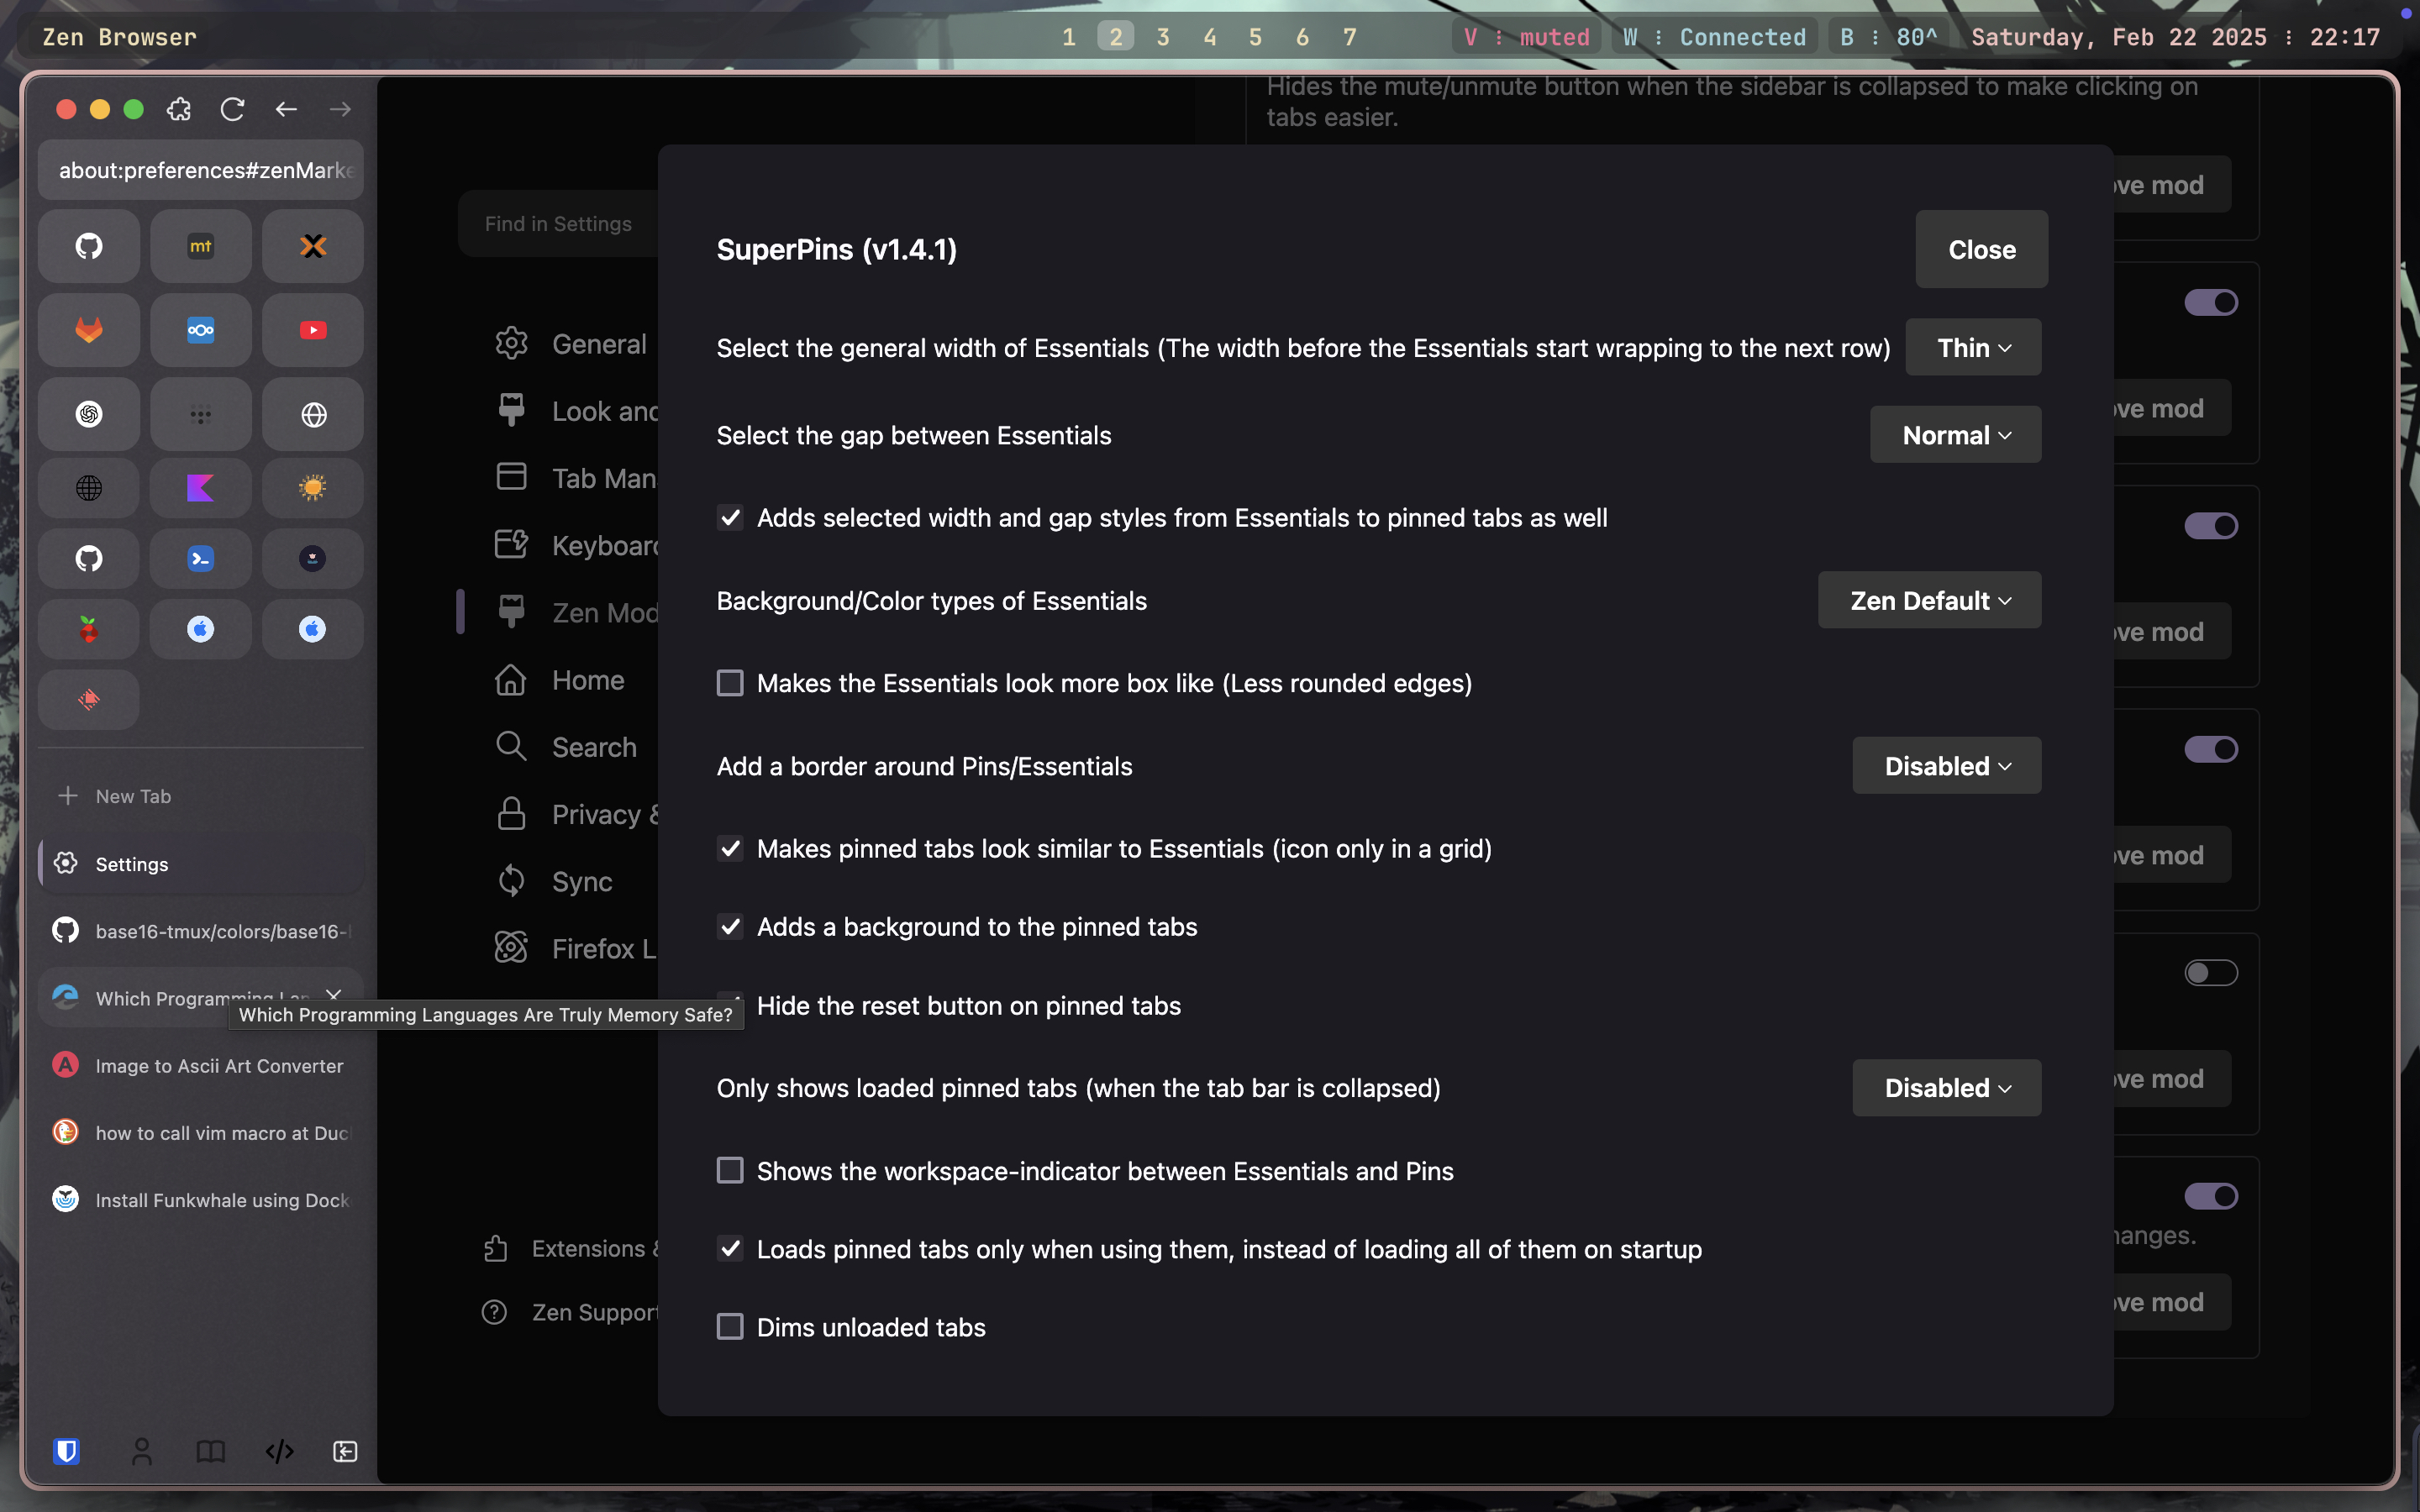 Zen Browser
1 2 3 4 5 6 7
V : muted
W : Connected
B : 80^
Saturday, Feb 22 2025 : 22:17
about:preferences#zenMarke
mt
New Tab
Settings
base16-tmux/colors/base16-
Which Programming Lan
Which Programming Languages Are Truly Memory Safe?
Image to Ascii Art Converter
how to call vim macro at Duc
Install Funkwhale using Dock
Find in Settings
General
Look and
Tab Man
Keyboard
Zen Mod
Home
Search
Privacy &
Sync
Firefox L
Extensions &
Zen Support
Hides the mute/unmute button when the sidebar is collapsed to make clicking on
tabs easier.
SuperPins (v1.4.1)
Close
Select the general width of Essentials (The width before the Essentials start wrapping to the next row)
Thin
Select the gap between Essentials
Normal
Adds selected width and gap styles from Essentials to pinned tabs as well
Background/Color types of Essentials
Zen Default
Makes the Essentials look more box like (Less rounded edges)
Add a border around Pins/Essentials
Disabled
Makes pinned tabs look similar to Essentials (icon only in a grid)
Adds a background to the pinned tabs
Hide the reset button on pinned tabs
Only shows loaded pinned tabs (when the tab bar is collapsed)
Disabled
Shows the workspace-indicator between Essentials and Pins
Loads pinned tabs only when using them, instead of loading all of them on startup
Dims unloaded tabs
ove mod
ove mod
ove mod
ove mod
ove mod
hanges.
ove mod